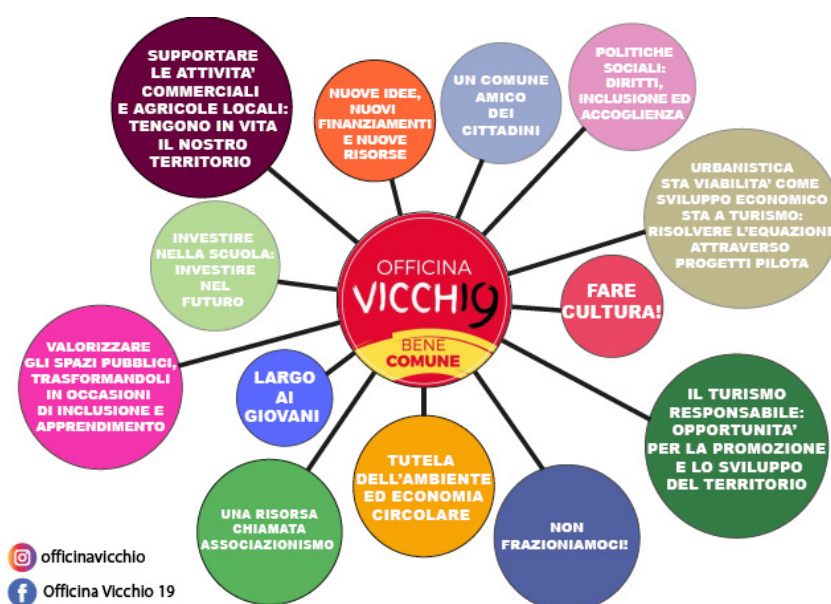 SUPPORTARE
LE ATTIVITA'
COMMERCIALI
E AGRICOLE LOCALI:
TENGONO IN VITA
IL NOSTRO
TERRITORIO
NUOVE IDEE,
NUOVI
FINANZIAMENTI
E NUOVE
RISORSE
UN COMUNE
AMICO
DEI
CITTADINI
POLITICHE
SOCIALI:
DIRITTI,
INCLUSIONE ED
ACCOGLIENZA
URBANISTICA
STA VIABILITA' COME
SVILUPPO ECONOMICO
STA A TURISMO:
RISOLVERE L'EQUAZIONE
ATTRAVERSO
PROGETTI PILOTA
INVESTIRE
NELLA SCUOLA:
INVESTIRE
NEL
FUTURO
OFFICINA
VICCH19
BENE
COMUNE
FARE
CULTURA!
VALORIZZARE
GLI SPAZI PUBBLICI,
TRASFORMANDOLI
IN OCCASIONI
DI INCLUSIONE E
APPRENDIMENTO
LARGO
AI
GIOVANI
IL TURISMO
RESPONSABILE:
OPPORTUNITA'
PER LA PROMOZIONE
E LO SVILUPPO
DEL TERRITORIO
UNA RISORSA
CHIAMATA
ASSOCIAZIONISMO
TUTELA
DELL'AMBIENTE
ED ECONOMIA
CIRCOLARE
NON
FRAZIONIAMOCI!
officinavicchio
Officina Vicchio 19